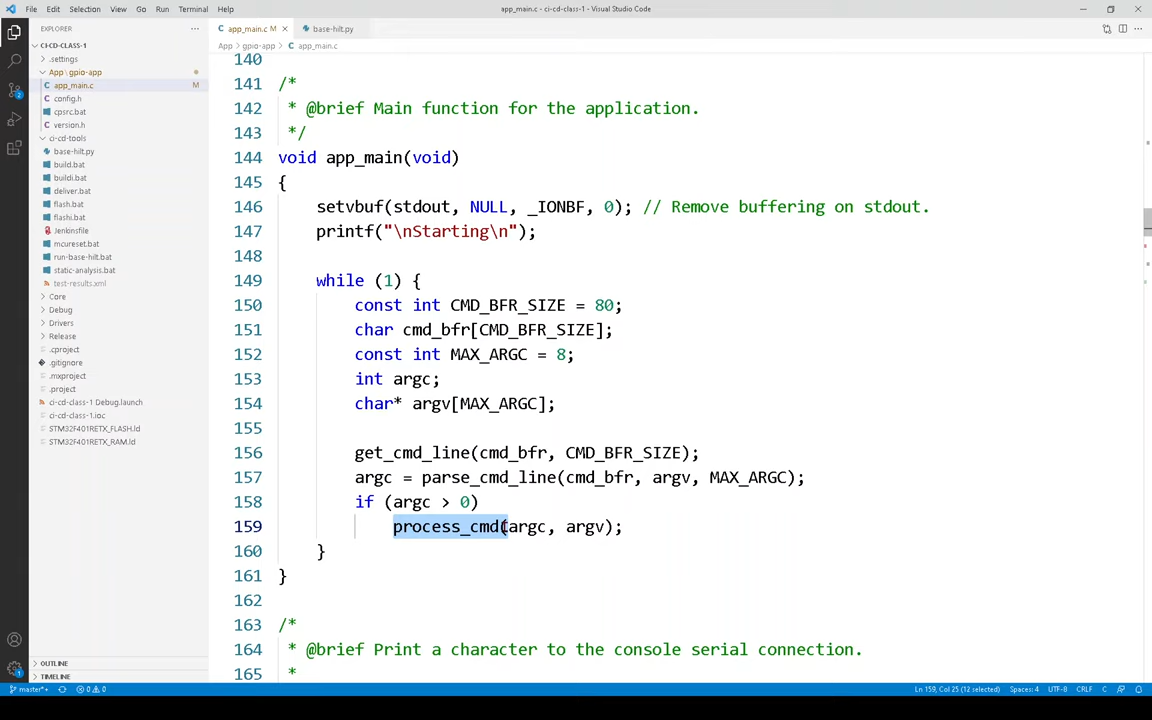 File Edit Selection View Go Run Terminal Help
app_main.c - ci-cd-class-1 - Visual Studio Code
EXPLORER
app_main.c M
base-hilt.py
CI-CD-CLASS-1
App > gpio-app > app_main.c
.settings
App\gpio-app
app_main.c M
config.h
cpsrc.bat
version.h
ci-cd-tools
base-hilt.py
build.bat
buildi.bat
deliver.bat
flash.bat
flashi.bat
Jenkinsfile
mcureset.bat
run-base-hilt.bat
static-analysis.bat
test-results.xml
Core
Debug
Drivers
Release
.cproject
.gitignore
.mxproject
.project
ci-cd-class-1 Debug.launch
ci-cd-class-1.ioc
STM32F401RETX_FLASH.ld
STM32F401RETX_RAM.ld
OUTLINE
TIMELINE
140
141 /*
142  * @brief Main function for the application.
143  */
144 void app_main(void)
145 {
146     setvbuf(stdout, NULL, _IONBF, 0); // Remove buffering on stdout.
147     printf("\nStarting\n");
148
149     while (1) {
150         const int CMD_BFR_SIZE = 80;
151         char cmd_bfr[CMD_BFR_SIZE];
152         const int MAX_ARGC = 8;
153         int argc;
154         char* argv[MAX_ARGC];
155
156         get_cmd_line(cmd_bfr, CMD_BFR_SIZE);
157         argc = parse_cmd_line(cmd_bfr, argv, MAX_ARGC);
158         if (argc > 0)
159             process_cmd(argc, argv);
160     }
161 }
162
163 /*
164  * @brief Print a character to the console serial connection.
165  *
master*+ 0 0 Ln 159, Col 25 (12 selected) Spaces: 4 UTF-8 CRLF C